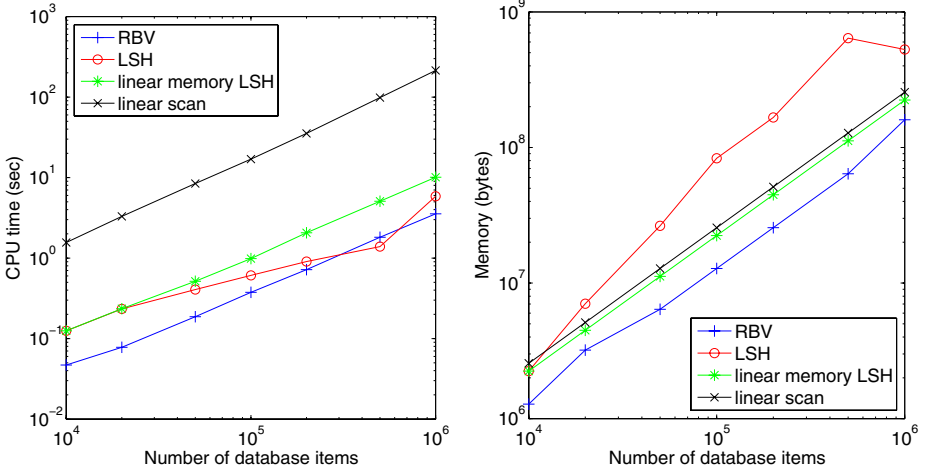 10^3
10^2
10^1
10^0
10^-1
10^-2
CPU time (sec)
RBV
LSH
linear memory LSH
linear scan
10^4
10^5
10^6
Number of database items
10^9
10^8
10^7
10^6
Memory (bytes)
RBV
LSH
linear memory LSH
linear scan
10^4
10^5
10^6
Number of database items